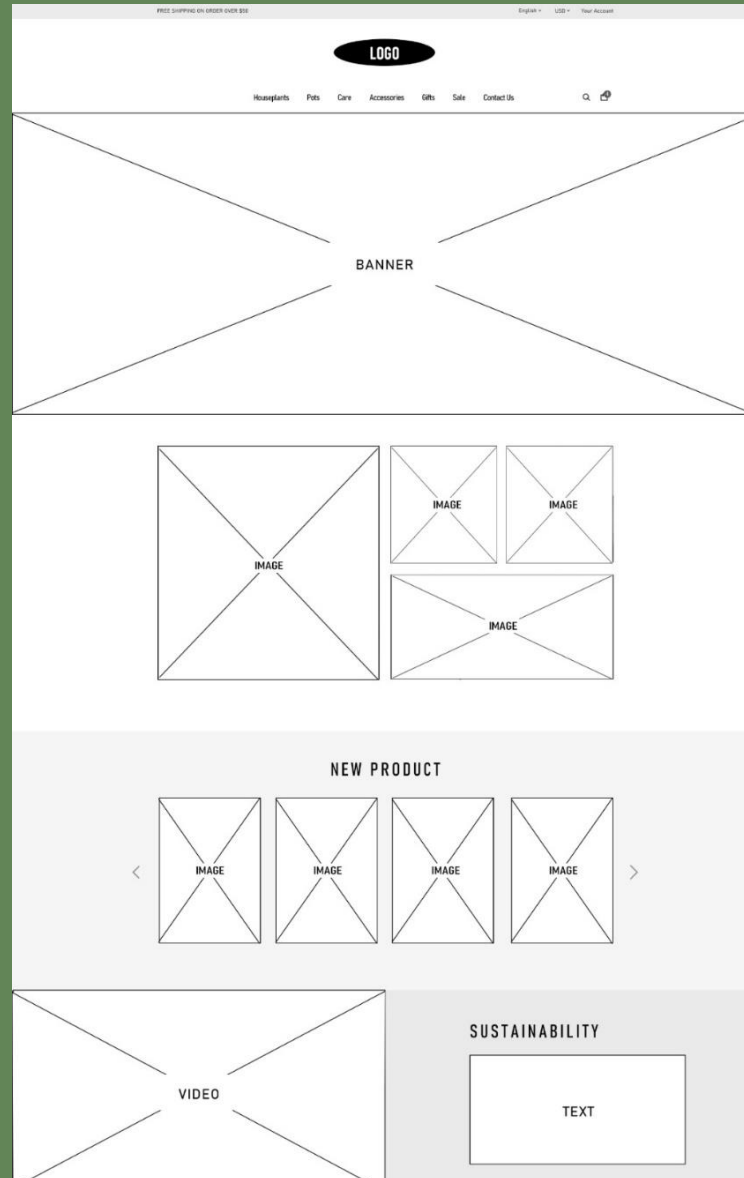 FREE SHIPPING ON ORDER OVER $50 English USD Your Account
LOGO
Houseplants Pots Care Accessories Gifts Sale Contact Us
BANNER
IMAGE IMAGE
IMAGE
IMAGE
NEW PRODUCT
IMAGE IMAGE IMAGE IMAGE
SUSTAINABILITY
VIDEO
TEXT